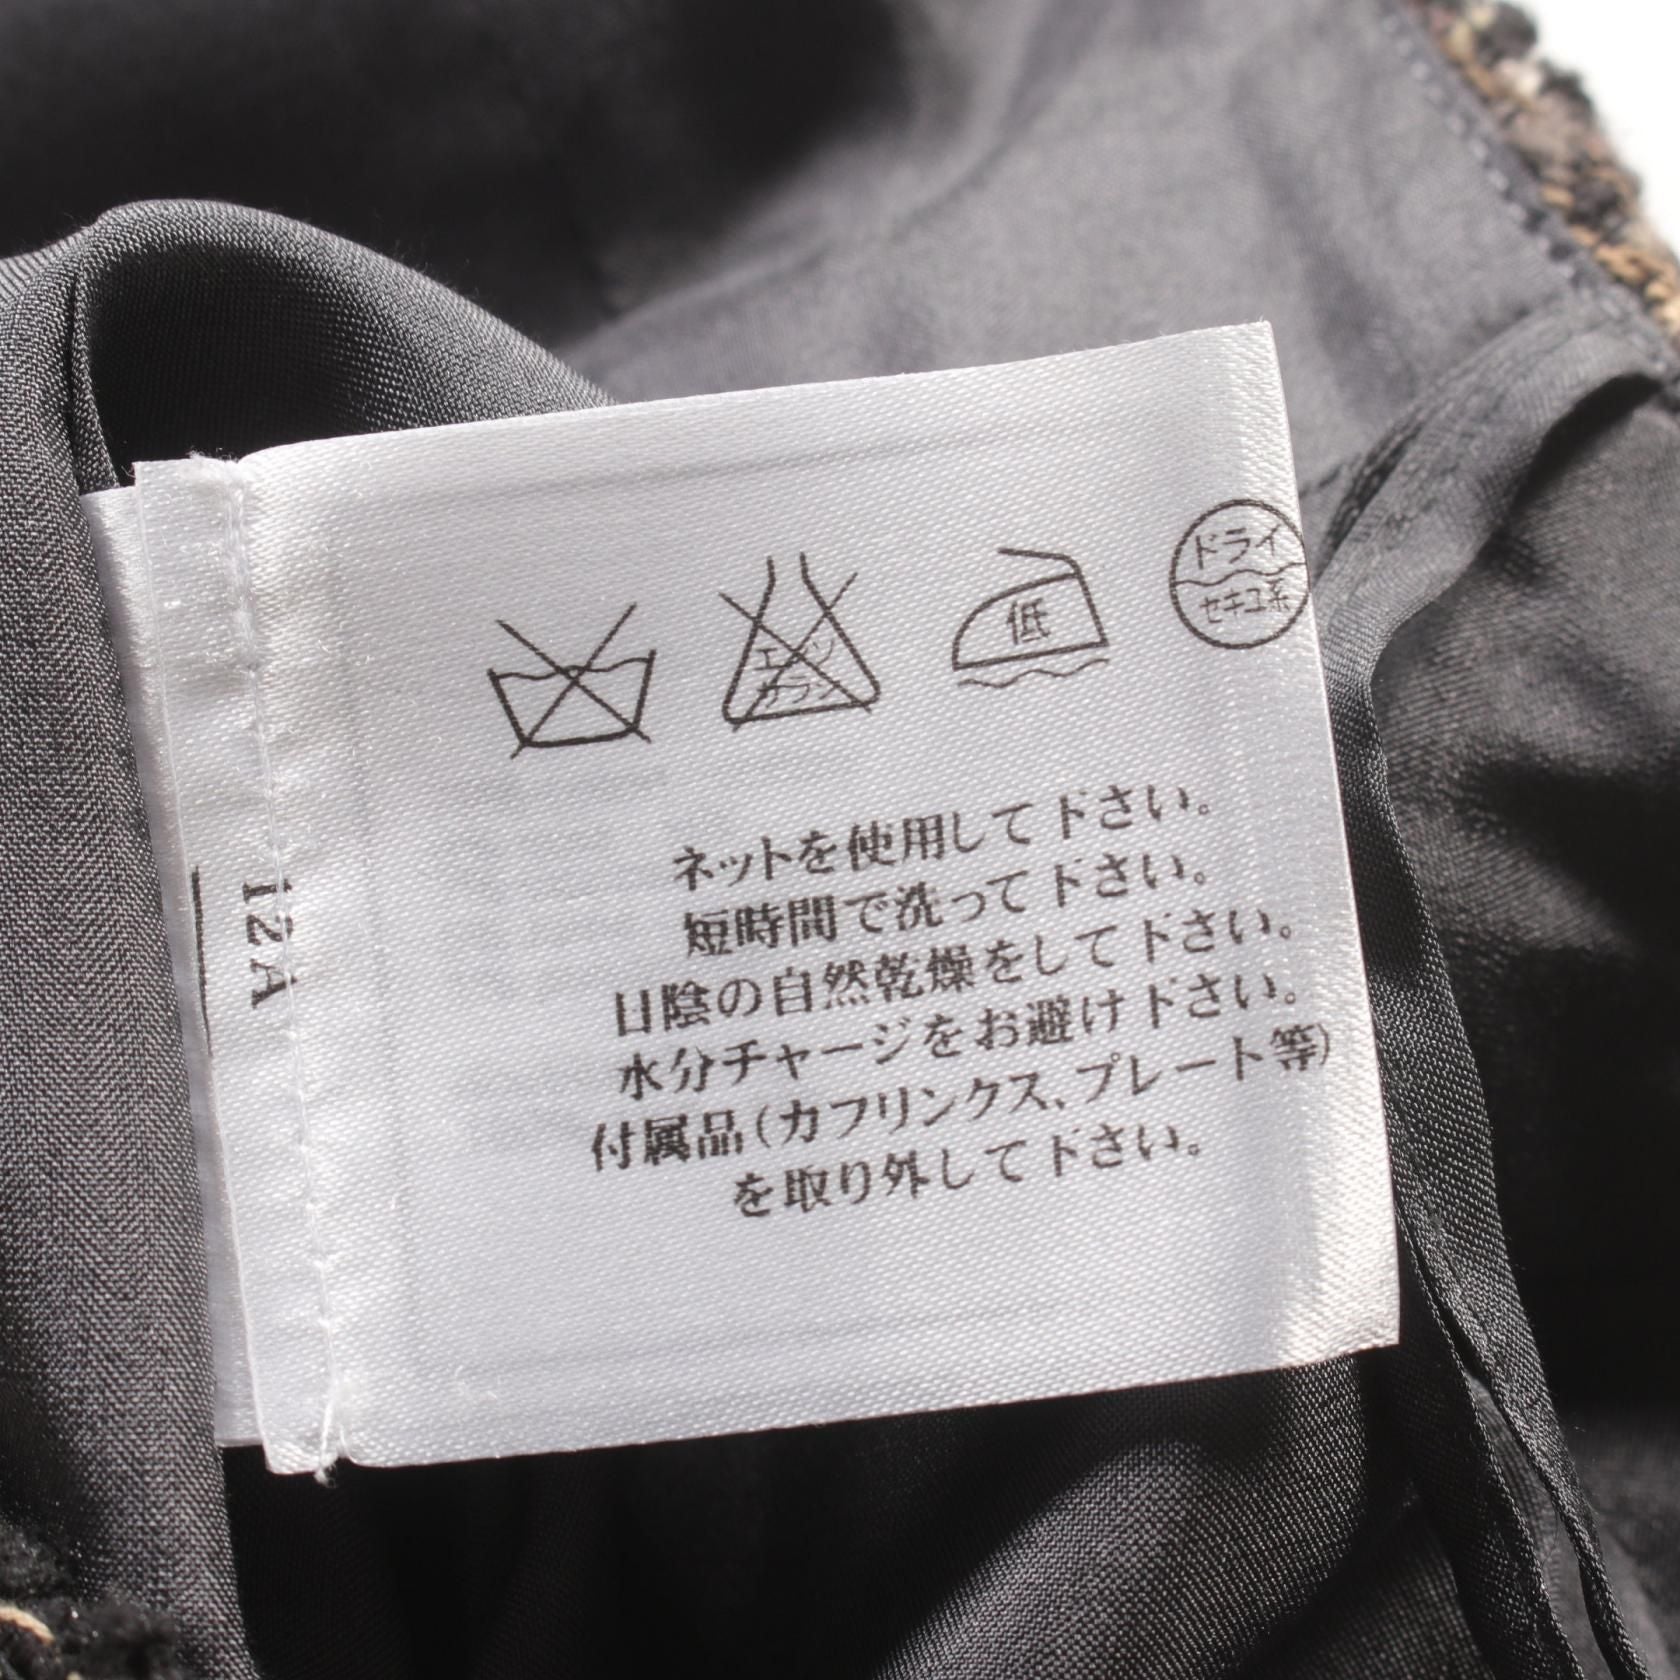 エンソ
サラシ
低
ドライ
セキユ系
ネットを使用して下さい。
短時間で洗って下さい。
日陰の自然乾燥をして下さい。
水分チャージをお避け下さい。
付属品(カフリンクス、プレート等)
を取り外して下さい。
12A